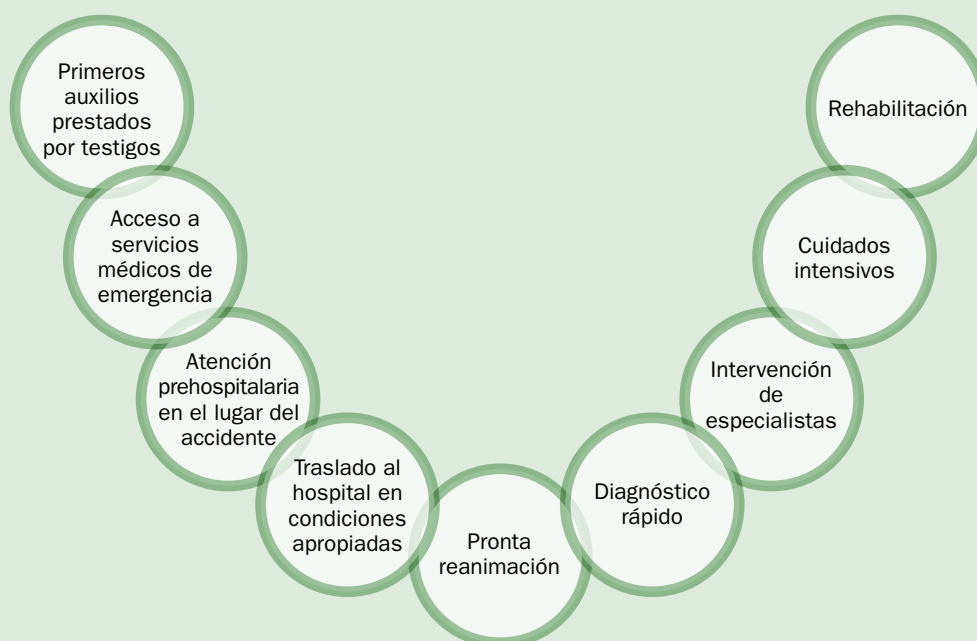 Primeros
auxilios
prestados
por testigos
Acceso a
servicios
médicos de
emergencia
Atención
prehospitalaria
en el lugar del
accidente
Traslado al
hospital en
condiciones
apropiadas
Pronta
reanimación
Diagnóstico
rápido
Intervención
de
especialistas
Cuidados
intensivos
Rehabilitación